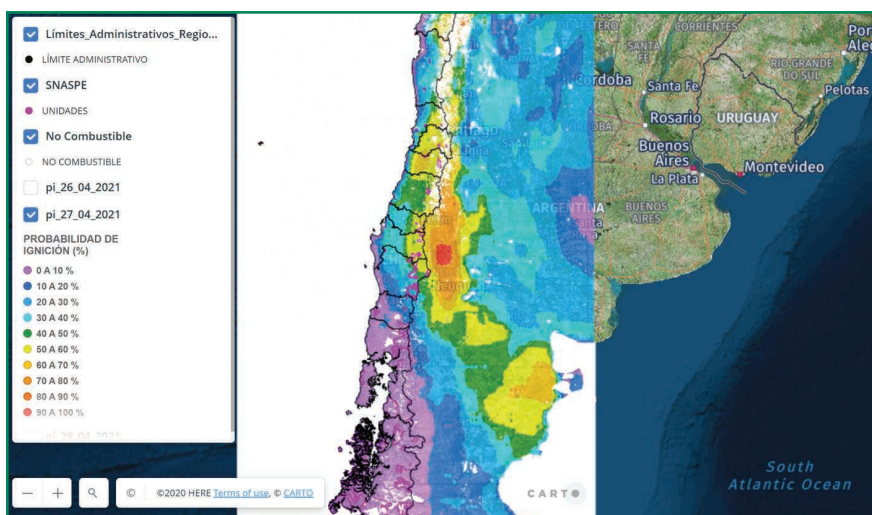 Límites_Administrativos_Regio...
LÍMITE ADMINISTRATIVO
SNASPE
UNIDADES
No Combustible
NO COMBUSTIBLE
pi_26_04_2021
pi_27_04_2021
PROBABILIDAD DE
IGNICIÓN (%)
0 A 10 %
10 A 20 %
20 A 30 %
30 A 40 %
40 A 50 %
50 A 60 %
60 A 70 %
70 A 80 %
80 A 90 %
90 A 100 %
pi_28_04_2021
©2020 HERE Terms of use, © CARTO
CARTO
CORRIENTES
SANTA
FE
RIO GRANDE
DO SUL
Pelotas
Cordoba
Santa Fe
Rosario
URUGUAY
Buenos
Aires
La Plata
Montevideo
BUENOS
AIRES
ARGENTINA
Neuquen
South
Atlantic Ocean